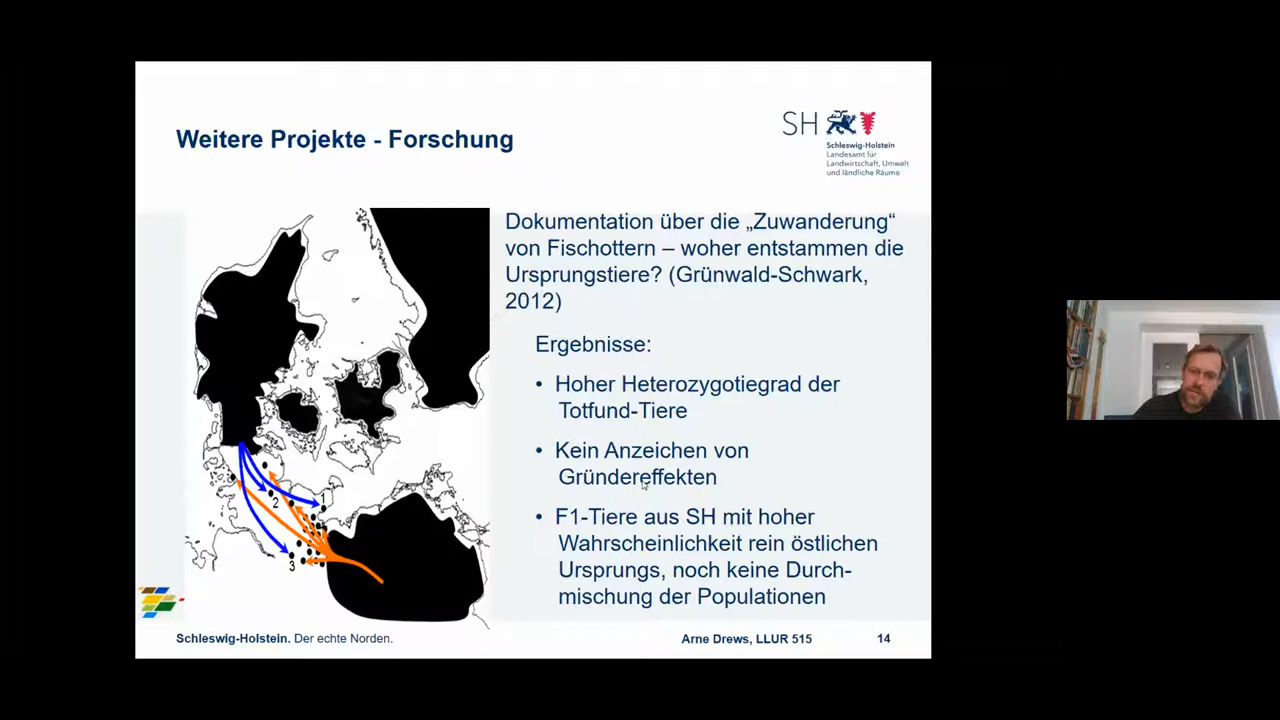 Weitere Projekte - Forschung
SH
Schleswig-Holstein
Landesamt für
Landwirtschaft, Umwelt
und ländliche Räume
Dokumentation über die „Zuwanderung“
von Fischottern – woher entstammen die
Ursprungstiere? (Grünwald-Schwark,
2012)
Ergebnisse:
• Hoher Heterozygotiegrad der
Totfund-Tiere
• Kein Anzeichen von
Gründereffekten
• F1-Tiere aus SH mit hoher
Wahrscheinlichkeit rein östlichen
Ursprungs, noch keine Durch-
mischung der Populationen
1
2
3
Schleswig-Holstein. Der echte Norden.
Arne Drews, LLUR 515
14